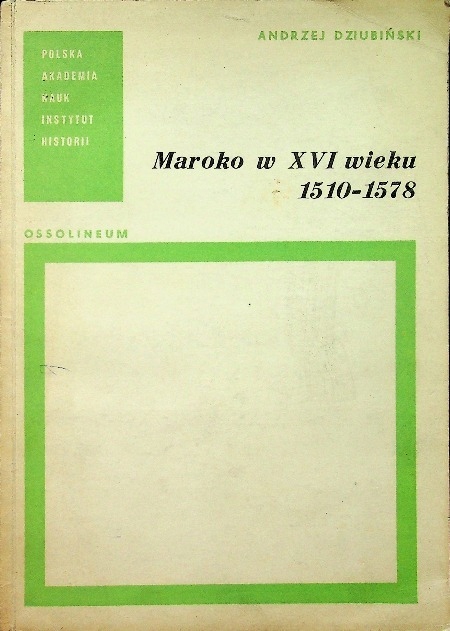 ANDRZEJ DZIUBIŃSKI
POLSKA
AKADEMIA
NAUK
INSTYTUT
HISTORII
Maroko w XVI wieku
1510-1578
OSSOLINEUM